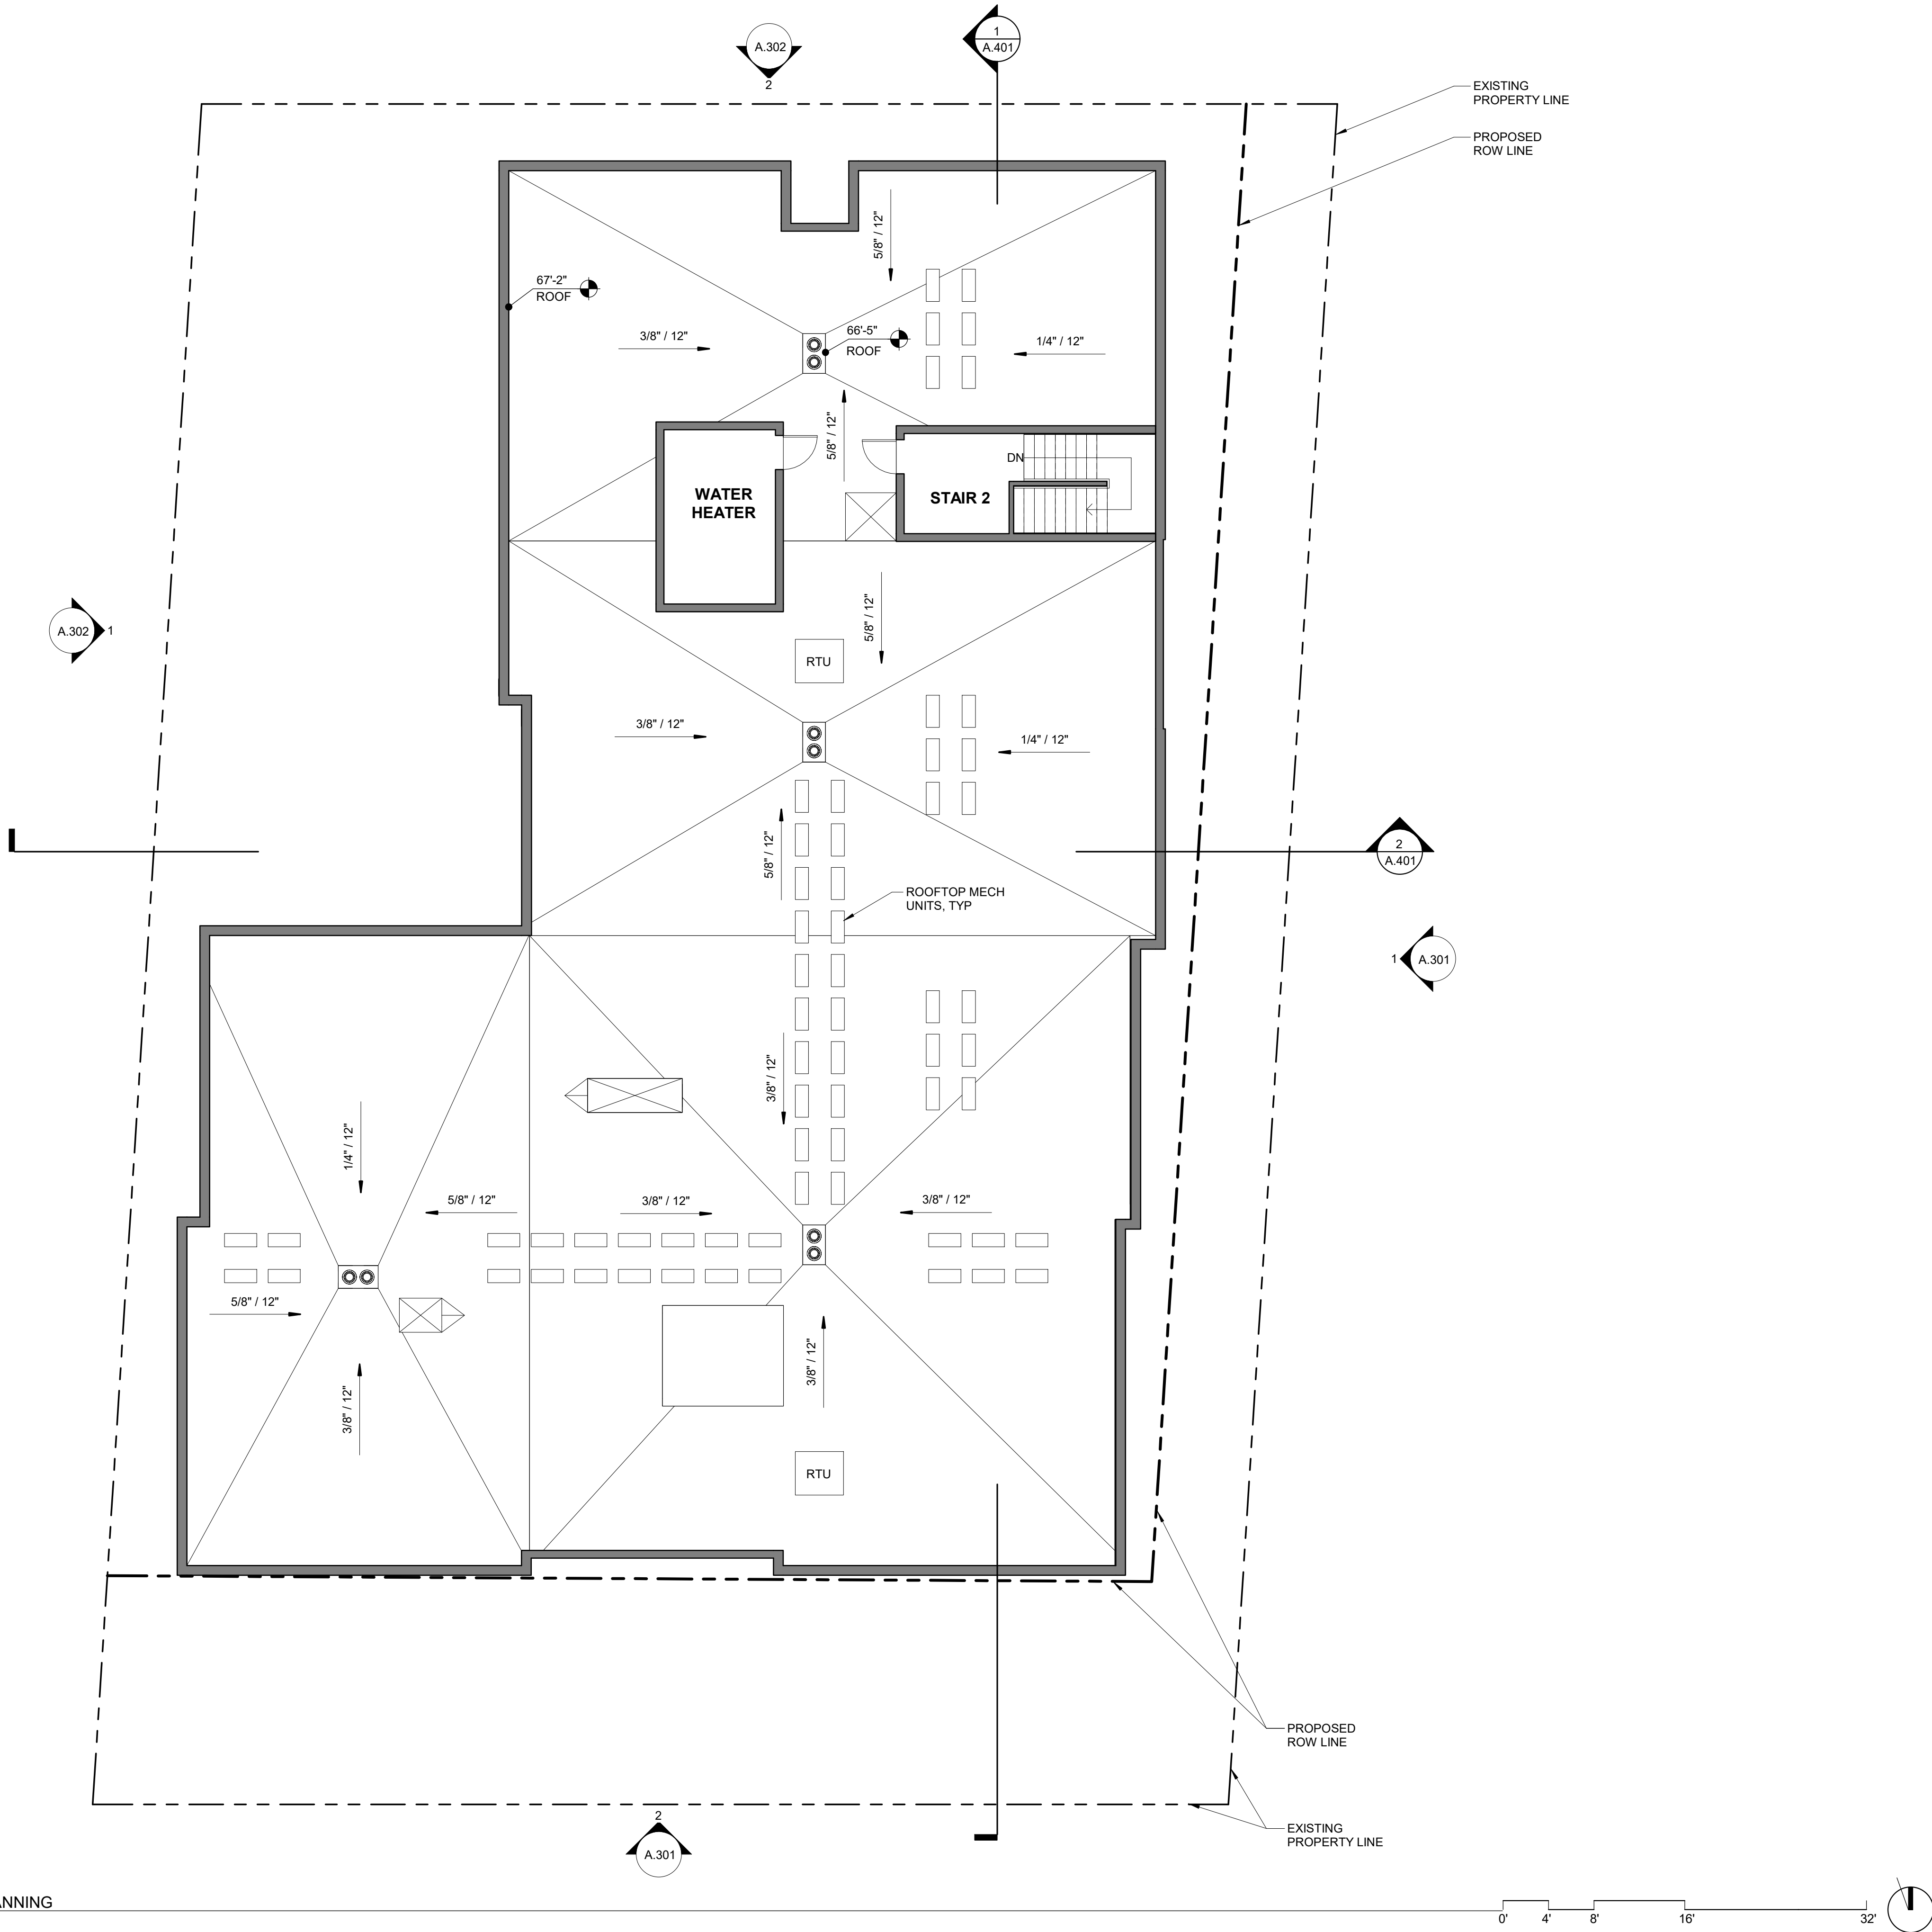 A.302
2
1
A.401
EXISTING
PROPERTY LINE
PROPOSED
ROW LINE
5/8" / 12"
67'-2"
ROOF
66'-5"
ROOF
3/8" / 12"
1/4" / 12"
5/8" / 12"
DN
WATER
HEATER
STAIR 2
5/8" / 12"
A.302
1
RTU
3/8" / 12"
1/4" / 12"
5/8" / 12"
2
A.401
ROOFTOP MECH
UNITS, TYP
1
A.301
3/8" / 12"
1/4" / 12"
5/8" / 12"
3/8" / 12"
3/8" / 12"
5/8" / 12"
3/8" / 12"
3/8" / 12"
RTU
PROPOSED
ROW LINE
2
A.301
EXISTING
PROPERTY LINE
ANNING
0' 4' 8' 16' 32'